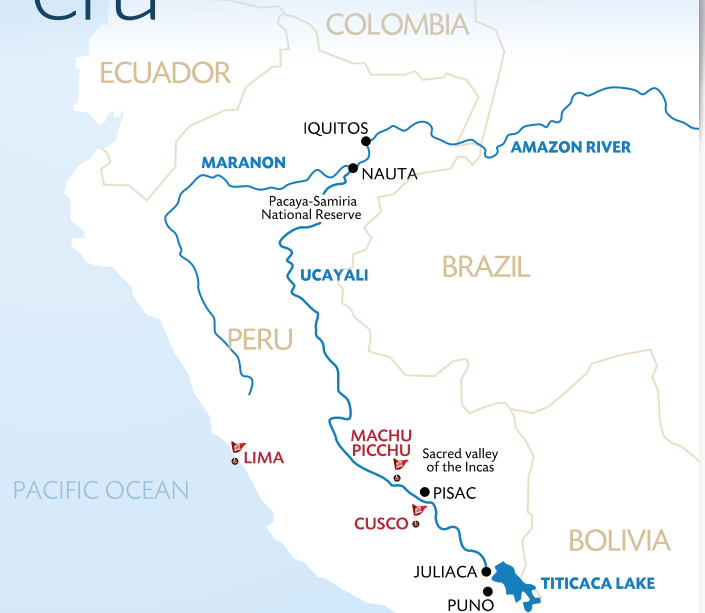 COLOMBIA
ECUADOR
IQUITOS
AMAZON RIVER
MARANON
NAUTA
Pacaya-Samiria
National Reserve
BRAZIL
UCAYALI
PERU
MACHU
PICCHU
Sacred valley
of the Incas
LIMA
PACIFIC OCEAN
PISAC
CUSCO
BOLIVIA
JULIACA
TITICACA LAKE
PUNO